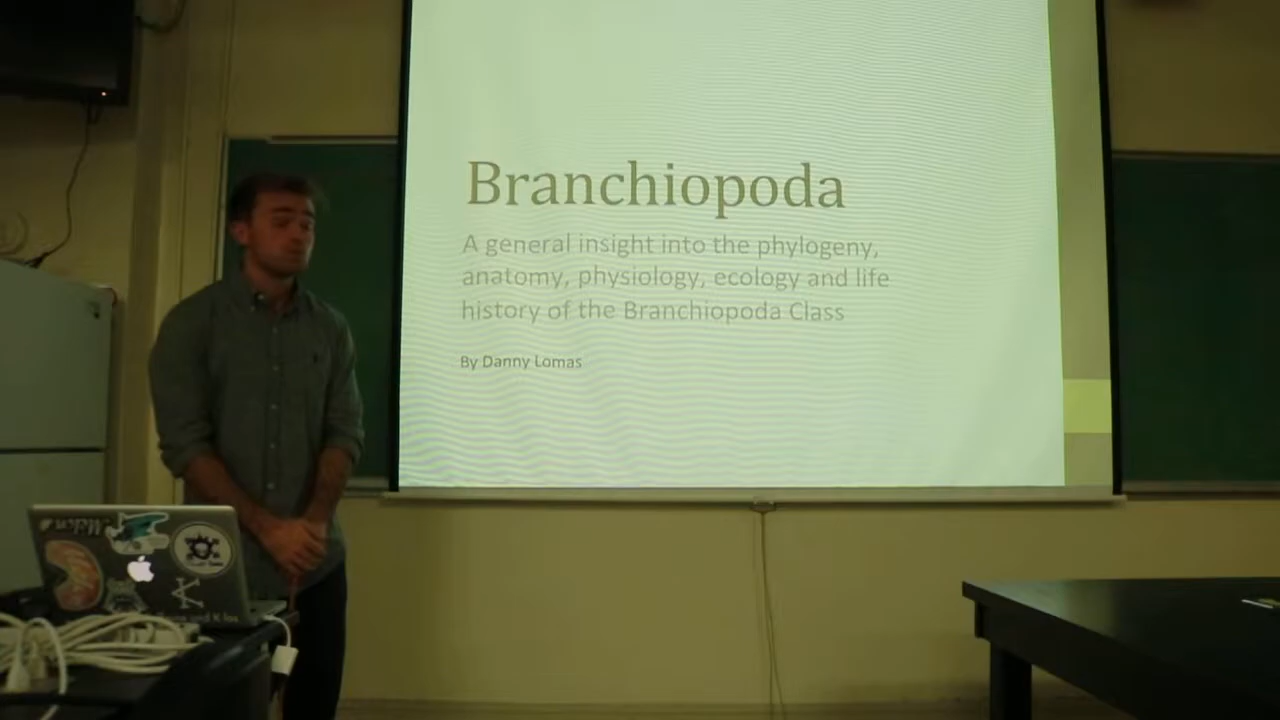 Branchiopoda
A general insight into the phylogeny,
anatomy, physiology, ecology and life
history of the Branchiopoda Class
By Danny Lomas